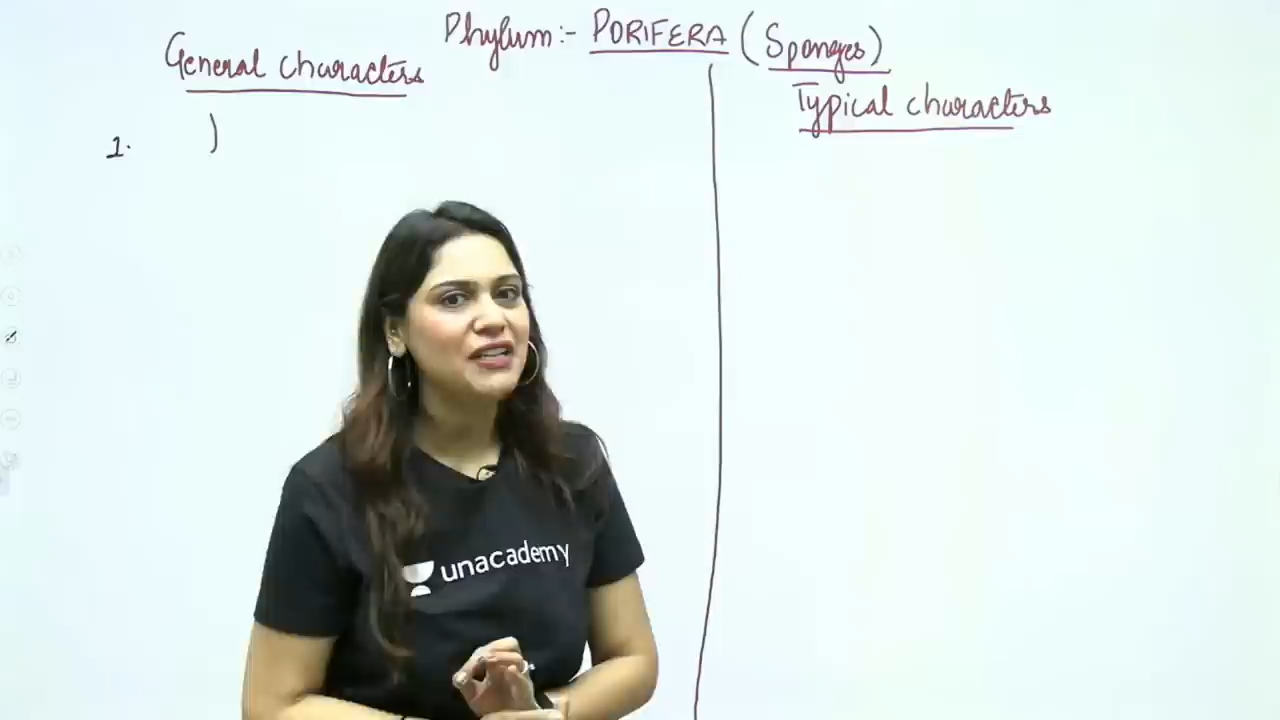 Phylum:- PORIFERA (Sponges)
General characters
Typical characters
1. )
unacademy